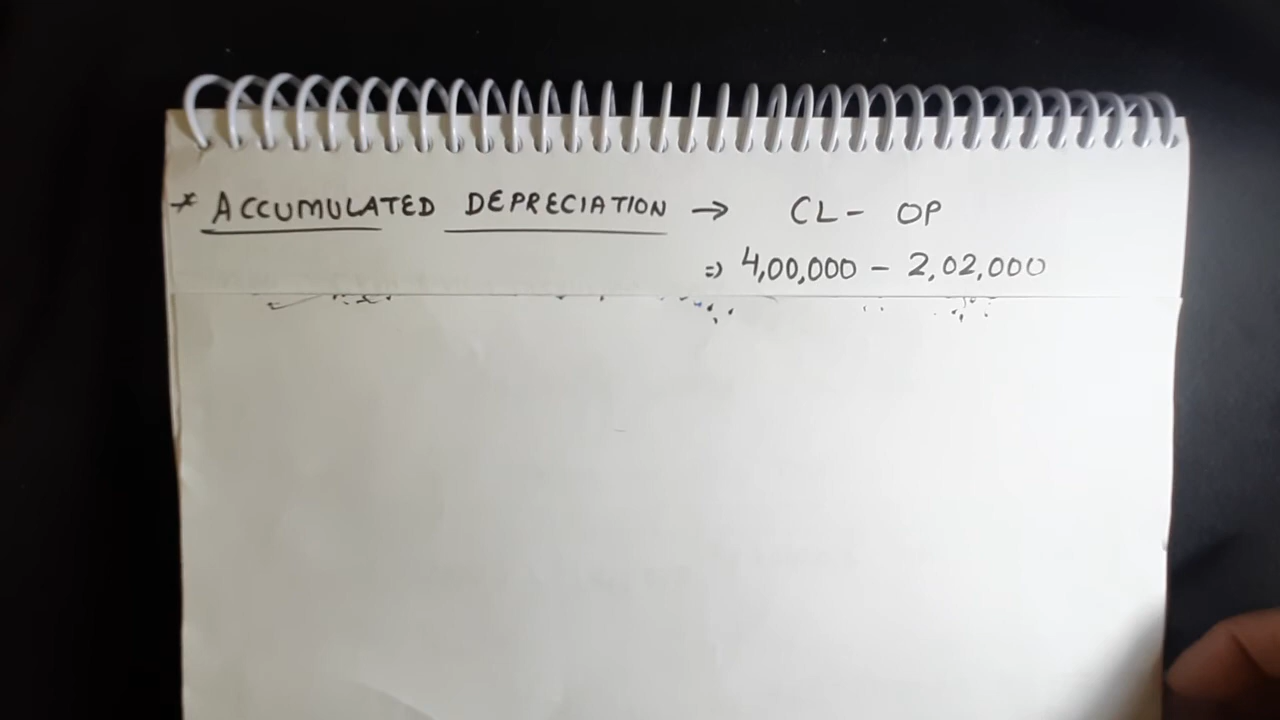 * ACCUMULATED DEPRECIATION → CL - OP
⇒ 4,00,000 - 2,02,000